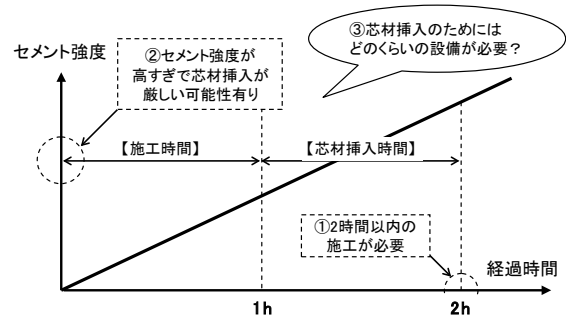 セメント強度
②セメント強度が
高すぎで芯材挿入が
厳しい可能性有り
③芯材挿入のためには
どのくらいの設備が必要？
【施工時間】
【芯材挿入時間】
①2時間以内の
施工が必要
経過時間
1h
2h